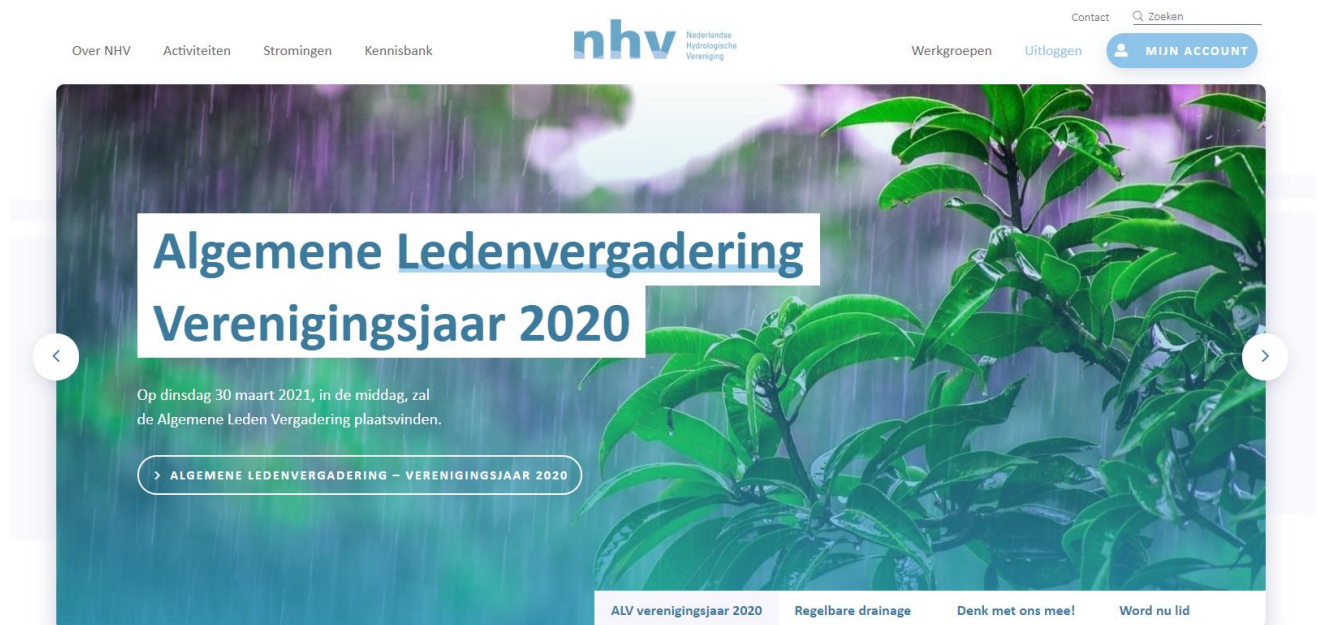 Contact
Zoeken
Over NHV
Activiteiten
Stromingen
Kennisbank
nhv
Nederlandse
Hydrologische
Vereniging
Werkgroepen
Uitloggen
MIJN ACCOUNT
Algemene Ledenvergadering
Verenigingsjaar 2020
Op dinsdag 30 maart 2021, in de middag, zal
de Algemene Leden Vergadering plaatsvinden.
ALGEMENE LEDENVERGADERING – VERENIGINGSJAAR 2020
ALV verenigingsjaar 2020
Regelbare drainage
Denk met ons mee!
Word nu lid